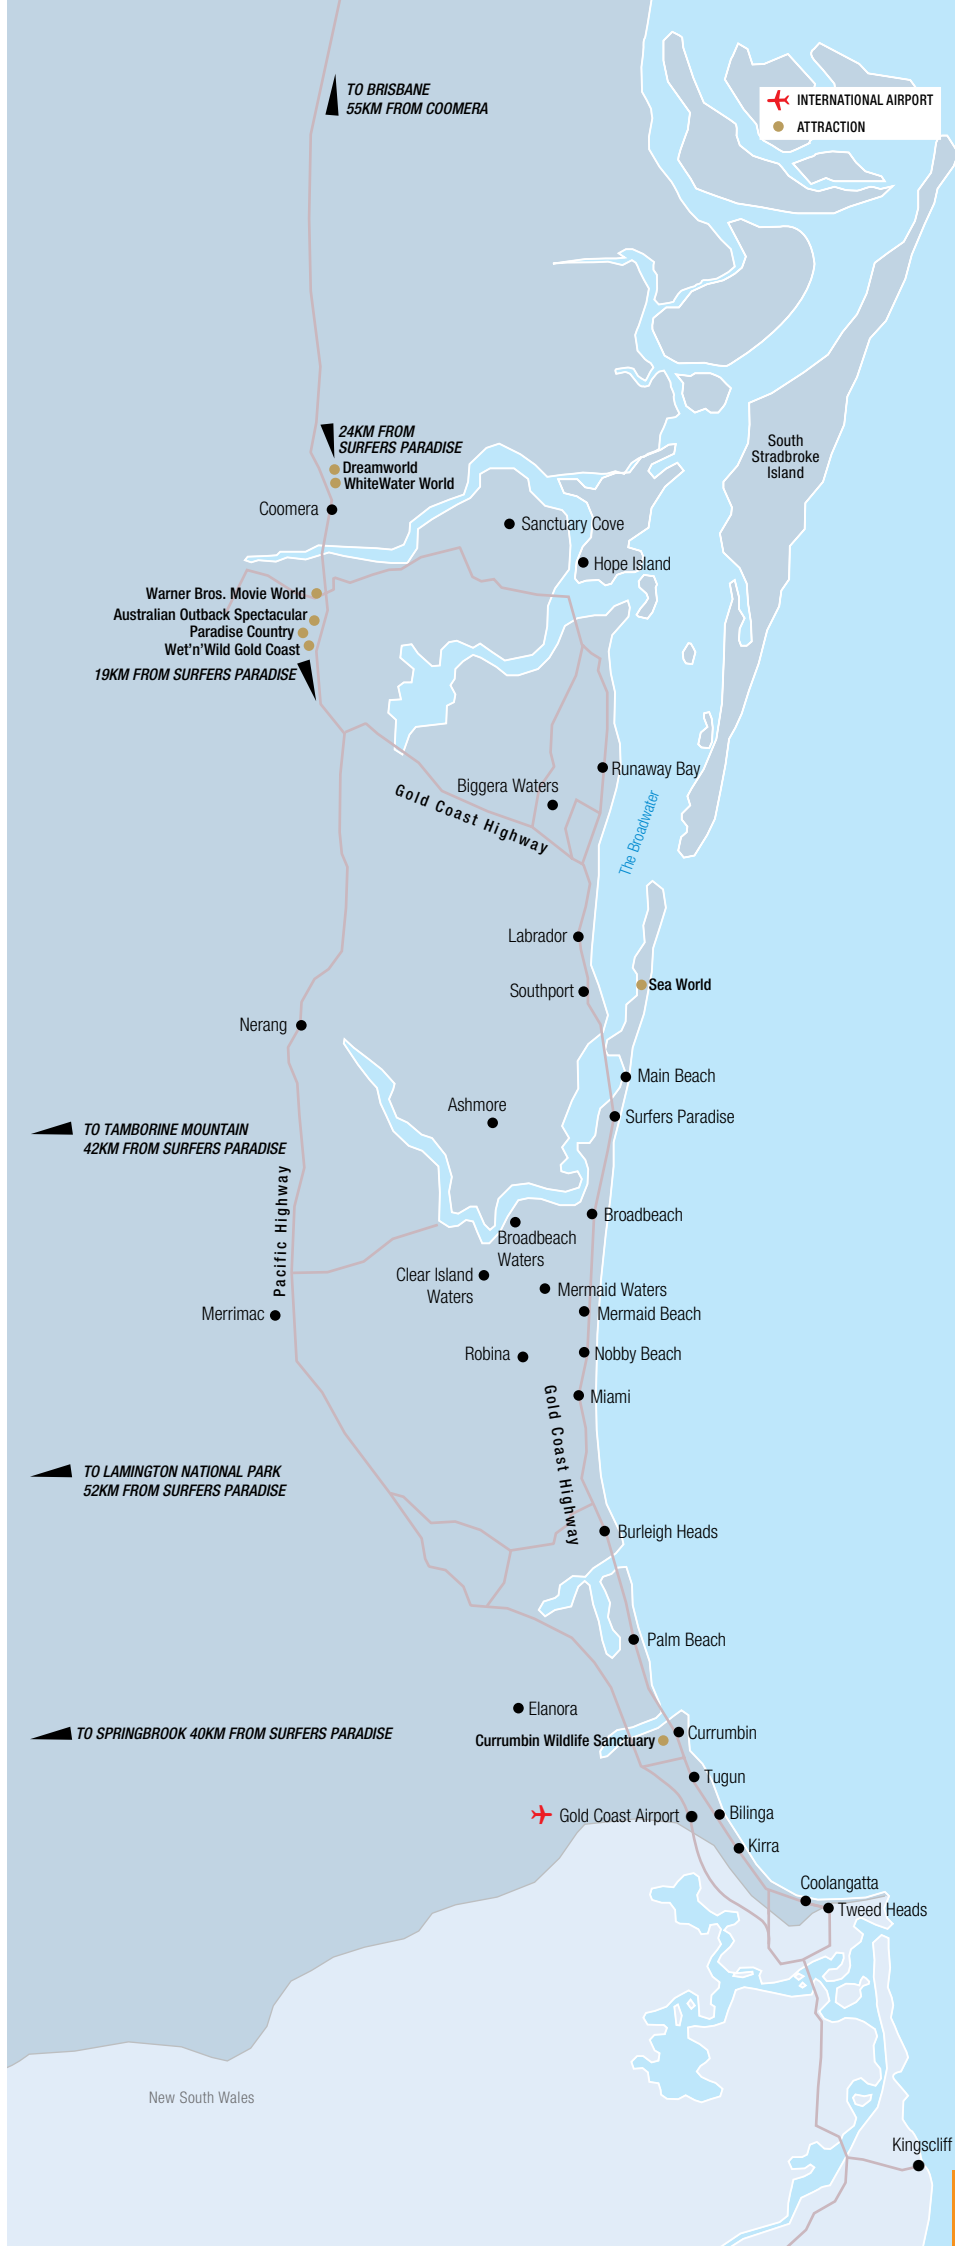 TO BRISBANE
55KM FROM COOMERA
INTERNATIONAL AIRPORT
ATTRACTION
24KM FROM
SURFERS PARADISE
Dreamworld
WhiteWater World
Coomera
South
Stradbroke
Island
Sanctuary Cove
Hope Island
Warner Bros. Movie World
Australian Outback Spectacular
Paradise Country
Wet'n'Wild Gold Coast
19KM FROM SURFERS PARADISE
Runaway Bay
Biggera Waters
Gold Coast Highway
The Broadwater
Labrador
Southport
Sea World
Nerang
Main Beach
Ashmore
Surfers Paradise
TO TAMBORINE MOUNTAIN
42KM FROM SURFERS PARADISE
Pacific Highway
Broadbeach
Broadbeach
Waters
Clear Island
Waters
Mermaid Waters
Merrimac
Mermaid Beach
Robina
Nobby Beach
Miami
Gold Coast Highway
TO LAMINGTON NATIONAL PARK
52KM FROM SURFERS PARADISE
Burleigh Heads
Palm Beach
Elanora
TO SPRINGBROOK 40KM FROM SURFERS PARADISE
Currumbin
Currumbin Wildlife Sanctuary
Tugun
Gold Coast Airport
Bilinga
Kirra
Coolangatta
Tweed Heads
New South Wales
Kingscliff